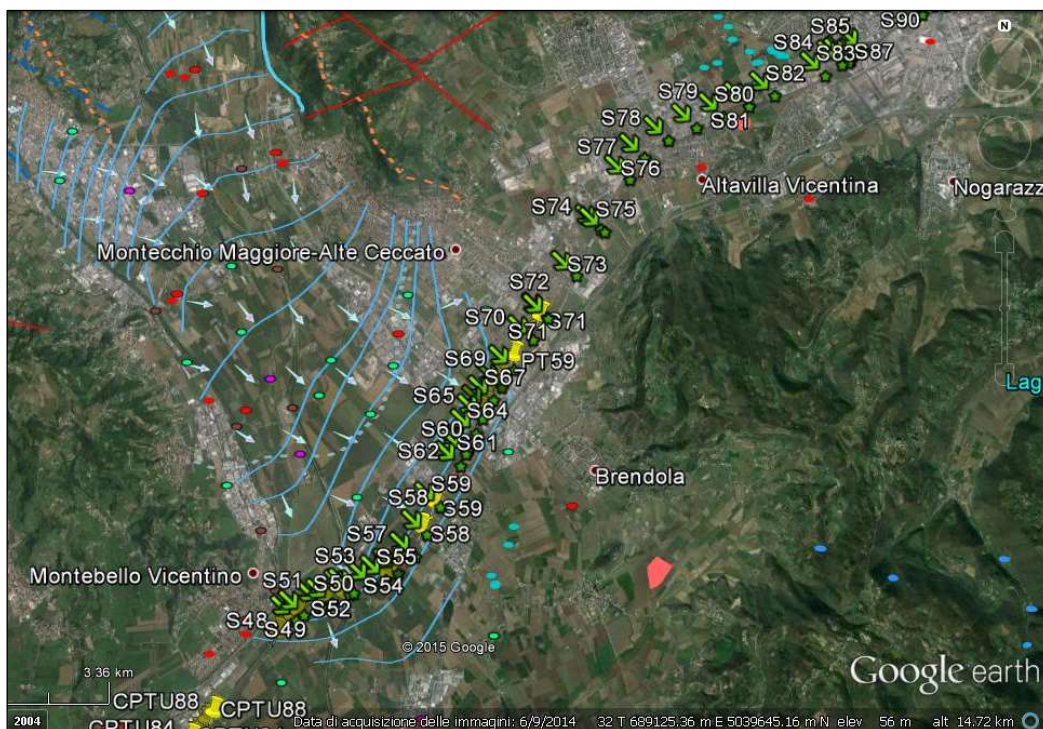 S90
S85
S84
S83
S87
S82
S79
S80
S78
S81
S77
S76
Altavilla Vicentina
Nogarazz
S74
S75
Montecchio Maggiore-Alte Ceccato
S73
S72
S70
S71
S71
S69
PT59
S67
S65
S64
Lag
S60
S61
S62
Brendola
S59
S58
S59
S57
S58
S53
S55
Montebello Vicentino
S51
S50
S54
S52
S48
S49
© 2015 Google
3.36 km
Google earth
CPTU88
CPTU88
CPTU84
2004
Data di acquisizione delle immagini: 6/9/2014
32 T 689125.36 m E 5039645.16 m N elev 56 m alt 14.72 km
N